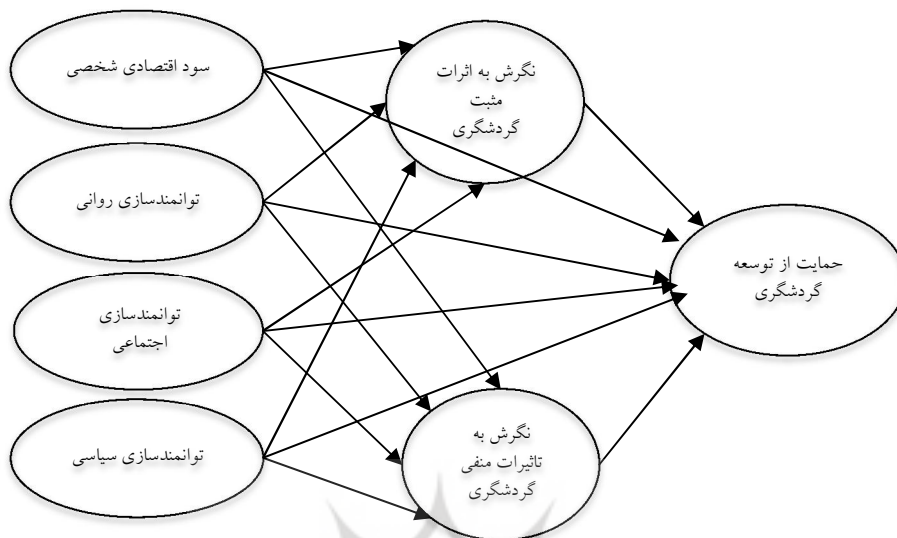 سود اقتصادی شخصی
توانمندسازی روانی
توانمندسازی
اجتماعی
توانمندسازی سیاسی
نگرش به اثرات
مثبت
گردشگری
نگرش به
تاثیرات منفی
گردشگری
حمایت از توسعه
گردشگری